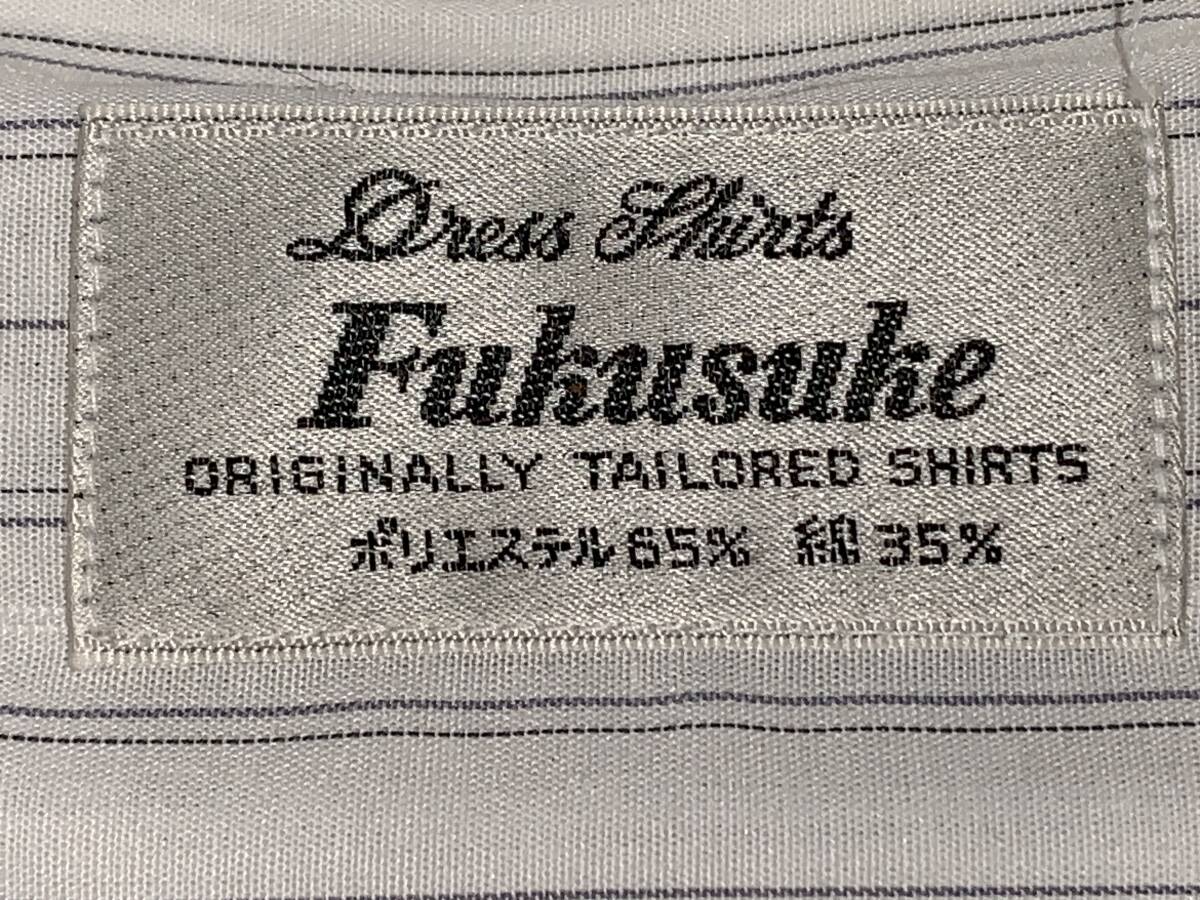 Dress Shirts
Fukusuke
ORIGINALLY TAILORED SHIRTS
ポリエステル65% 綿35%